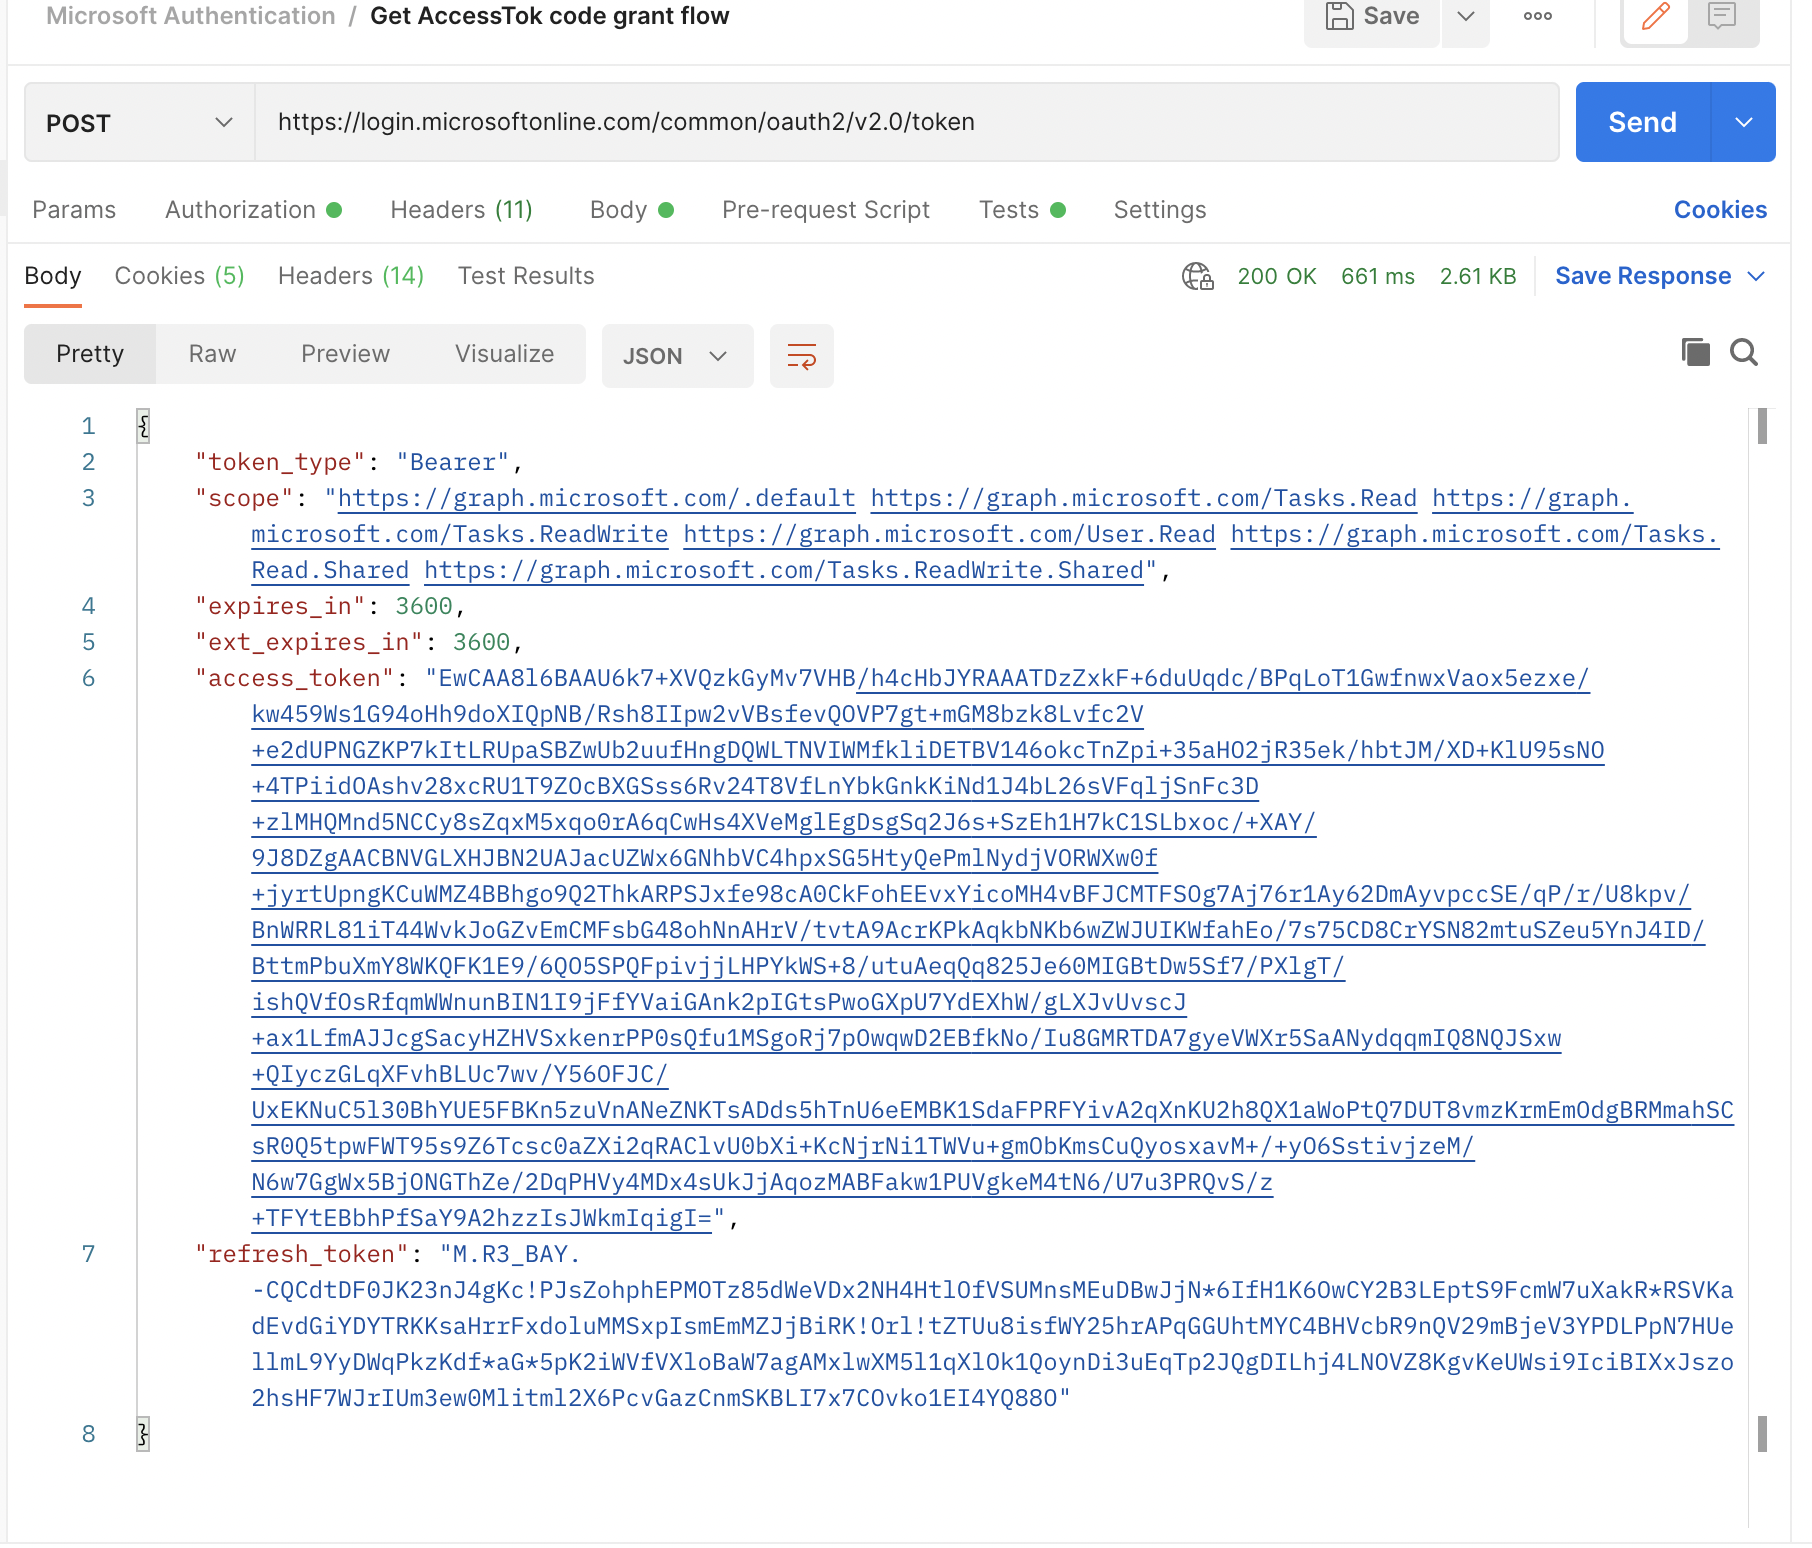 Microsoft Authentication / Get AccessTok code grant flow
Save
POST
https://login.microsoftonline.com/common/oauth2/v2.0/token
Send
Params Authorization Headers (11) Body Pre-request Script Tests Settings Cookies
Body Cookies (5) Headers (14) Test Results 200 OK 661 ms 2.61 KB Save Response
Pretty Raw Preview Visualize JSON
1 {
2 "token_type": "Bearer",
3 "scope": "https://graph.microsoft.com/.default https://graph.microsoft.com/Tasks.Read https://graph.
microsoft.com/Tasks.ReadWrite https://graph.microsoft.com/User.Read https://graph.microsoft.com/Tasks.
Read.Shared https://graph.microsoft.com/Tasks.ReadWrite.Shared",
4 "expires_in": 3600,
5 "ext_expires_in": 3600,
6 "access_token": "EwCAA8l6BAAU6k7+XVQzkGyMv7VHB/h4cHbJYRAAATDzZxkF+6duUqdc/BPqLoT1GwfnwxVaox5ezxe/
kw459Ws1G94oHh9doXIQpNB/Rsh8IIpw2vVBsfevQOVP7gt+mGM8bzk8Lvfc2V
+e2dUPNGZKP7kItLRUpaSBZwUb2uufHngDQWLTNVIWMfkliDETBV146okcTnZpi+35aHO2jR35ek/hbtJM/XD+KlU95sNO
+4TPiidOAshv28xcRU1T9ZOcBXGSss6Rv24T8VfLnYbkGnkKiNd1J4bL26sVFqljSnFc3D
+zlMHQMnd5NCCy8sZqxM5xqo0rA6qCwHs4XVeMglEgDsgSq2J6s+SzEh1H7kC1SLbxoc/+XAY/
9J8DZgAACBNVGLXHJBN2UAJacUZWx6GNhbVC4hpxSG5HtyQePmlNydjVORWXw0f
+jyrtUpngKCuWMZ4BBhgo9Q2ThkARPSJxfe98cA0CkFohEEvxYicoMH4vBFJCMTFSOg7Aj76r1Ay62DmAyvpccSE/qP/r/U8kpv/
BnWRRL81iT44WvkJoGZvEmCMFsbG48ohNnAHrV/tvtA9AcrKPkAqkbNKb6wZWJUIKWfahEo/7s75CD8CrYSN82mtuSZeu5YnJ4ID/
BttmPbuXmY8WKQFK1E9/6QO5SPQFpivjjLHPYkWS+8/utuAeqQq825Je60MIGBtDw5Sf7/PXlgT/
ishQVfOsRfqmWWnunBIN1I9jFfYVaiGAnk2pIGtsPwoGXpU7YdEXhW/gLXJvUvscJ
+ax1LfmAJJcgSacyHZHVSxkenrPP0sQfu1MSgoRj7pOwqwD2EBfkNo/Iu8GMRTDA7gyeVWXr5SaANydqqmIQ8NQJSxw
+QIyczGLqXFvhBLUc7wv/Y56OFJC/
UxEKNuC5l30BhYUE5FBKn5zuVnANeZNKTsADds5hTnU6eEMBK1SdaFPRFYivA2qXnKU2h8QX1aWoPtQ7DUT8vmzKrmEmOdgBRMmahSC
sR0Q5tpwFWT95s9Z6Tcsc0aZXi2qRAClvU0bXi+KcNjrNi1TWVu+gmObKmsCuQyosxavM+/+yO6SstivjzeM/
N6w7GgWx5BjONGThZe/2DqPHVy4MDx4sUkJjAqozMABFakw1PUVgkeM4tN6/U7u3PRQvS/z
+TFYtEBbhPfSaY9A2hzzIsJWkmIqigI=",
7 "refresh_token": "M.R3_BAY.
-CQCdtDF0JK23nJ4gKc!PJsZohphEPMOTz85dWeVDx2NH4HtlOfVSUMnsMEuDBwJjN*6IfH1K6OwCY2B3LEptS9FcmW7uXakR*RSVKa
dEvdGiYDYTRKKsaHrrFxdoluMMSxpIsmEmMZJjBiRK!Orl!tZTUu8isfWY25hrAPqGGUhtMYC4BHVcbR9nQV29mBjeV3YPDLPpN7HUe
llmL9YyDWqPkzKdf*aG*5pK2iWVfVXloBaW7agAMxlwXM5l1qXlOk1QoynDi3uEqTp2JQgDILhj4LNOVZ8KgvKeUWsi9IciBIXxJszo
2hsHF7WJrIUm3ew0Mlitml2X6PcvGazCnmSKBLI7x7COvko1EI4YQ88O"
8 }